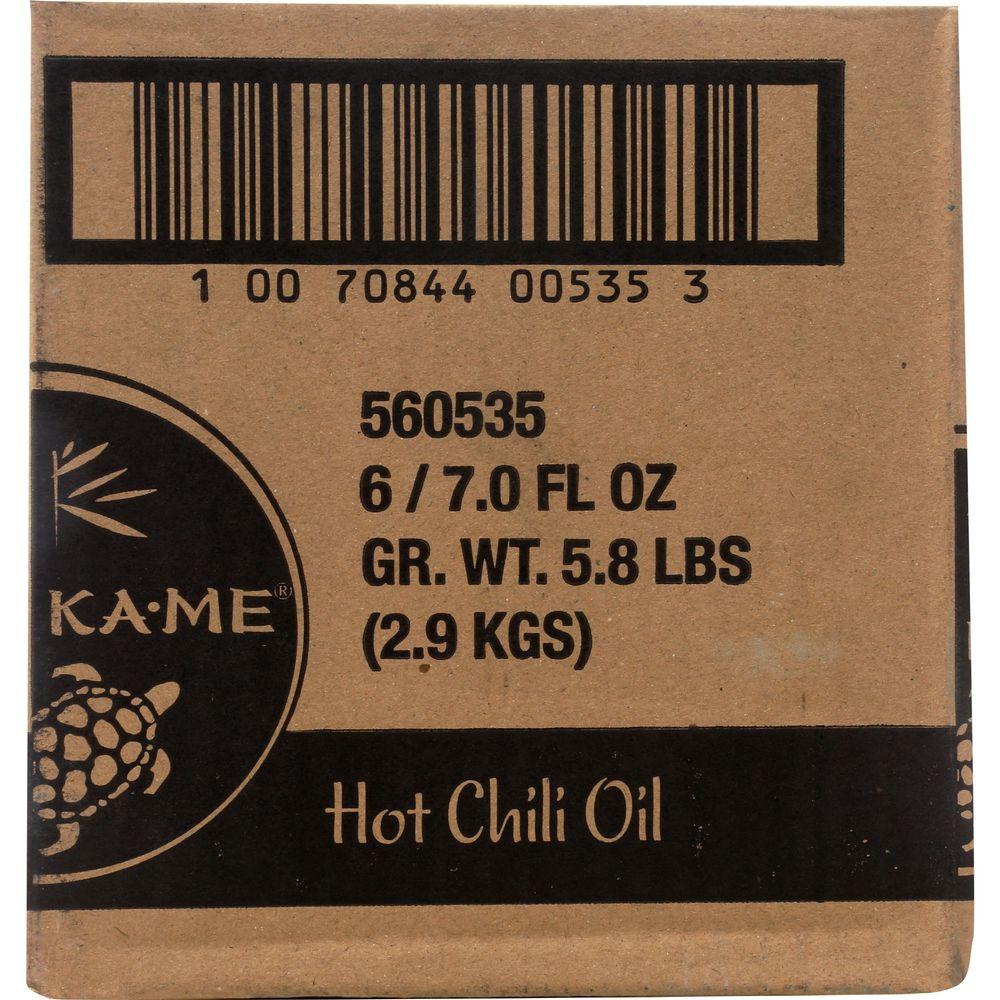 1 00 70844 00535 3
560535
6 / 7.0 FL OZ
GR. WT. 5.8 LBS
(2.9 KGS)
KA·ME®
Hot Chili Oil